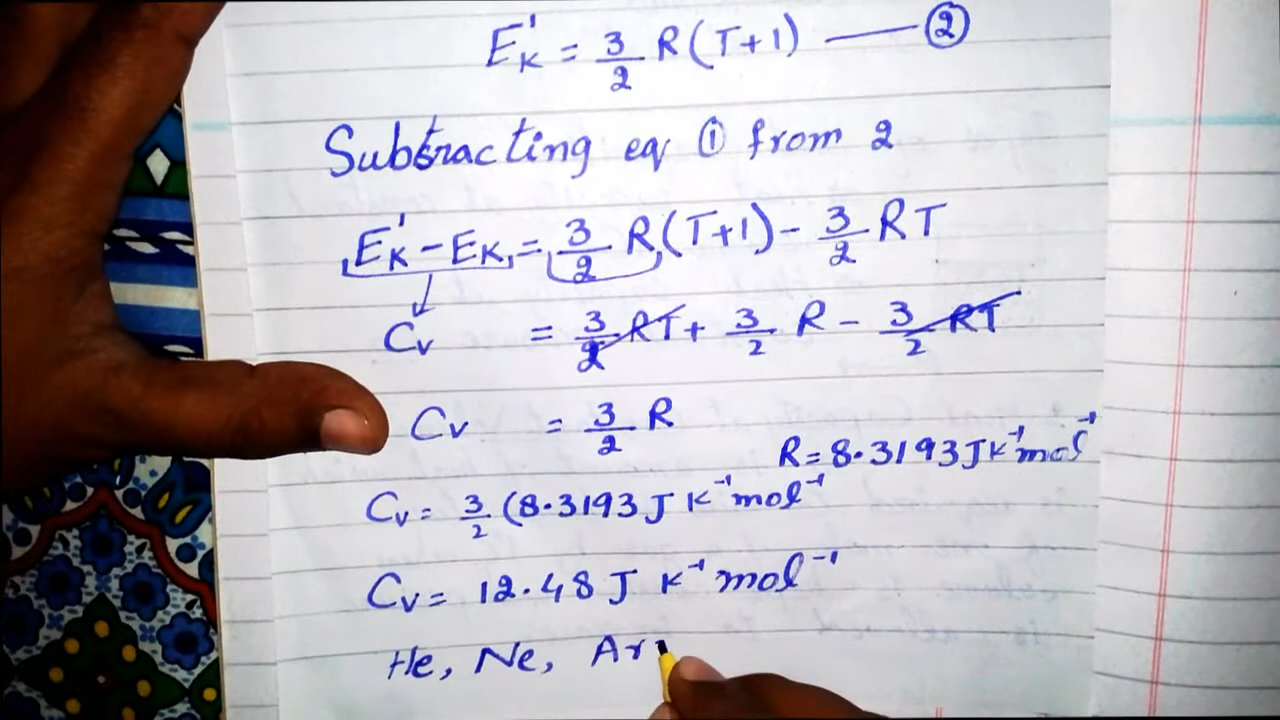 E'K = 3/2 R(T+1) —— ②
Subtracting eq ① from 2
E'K - EK = 3/2 R(T+1) - 3/2 RT
Cv = 3/2 RT + 3/2 R - 3/2 RT
Cv = 3/2 R
R = 8.3193 J K⁻¹ mol⁻¹
Cv = 3/2 (8.3193 J K⁻¹ mol⁻¹
Cv = 12.48 J K⁻¹ mol⁻¹
He, Ne, Ar